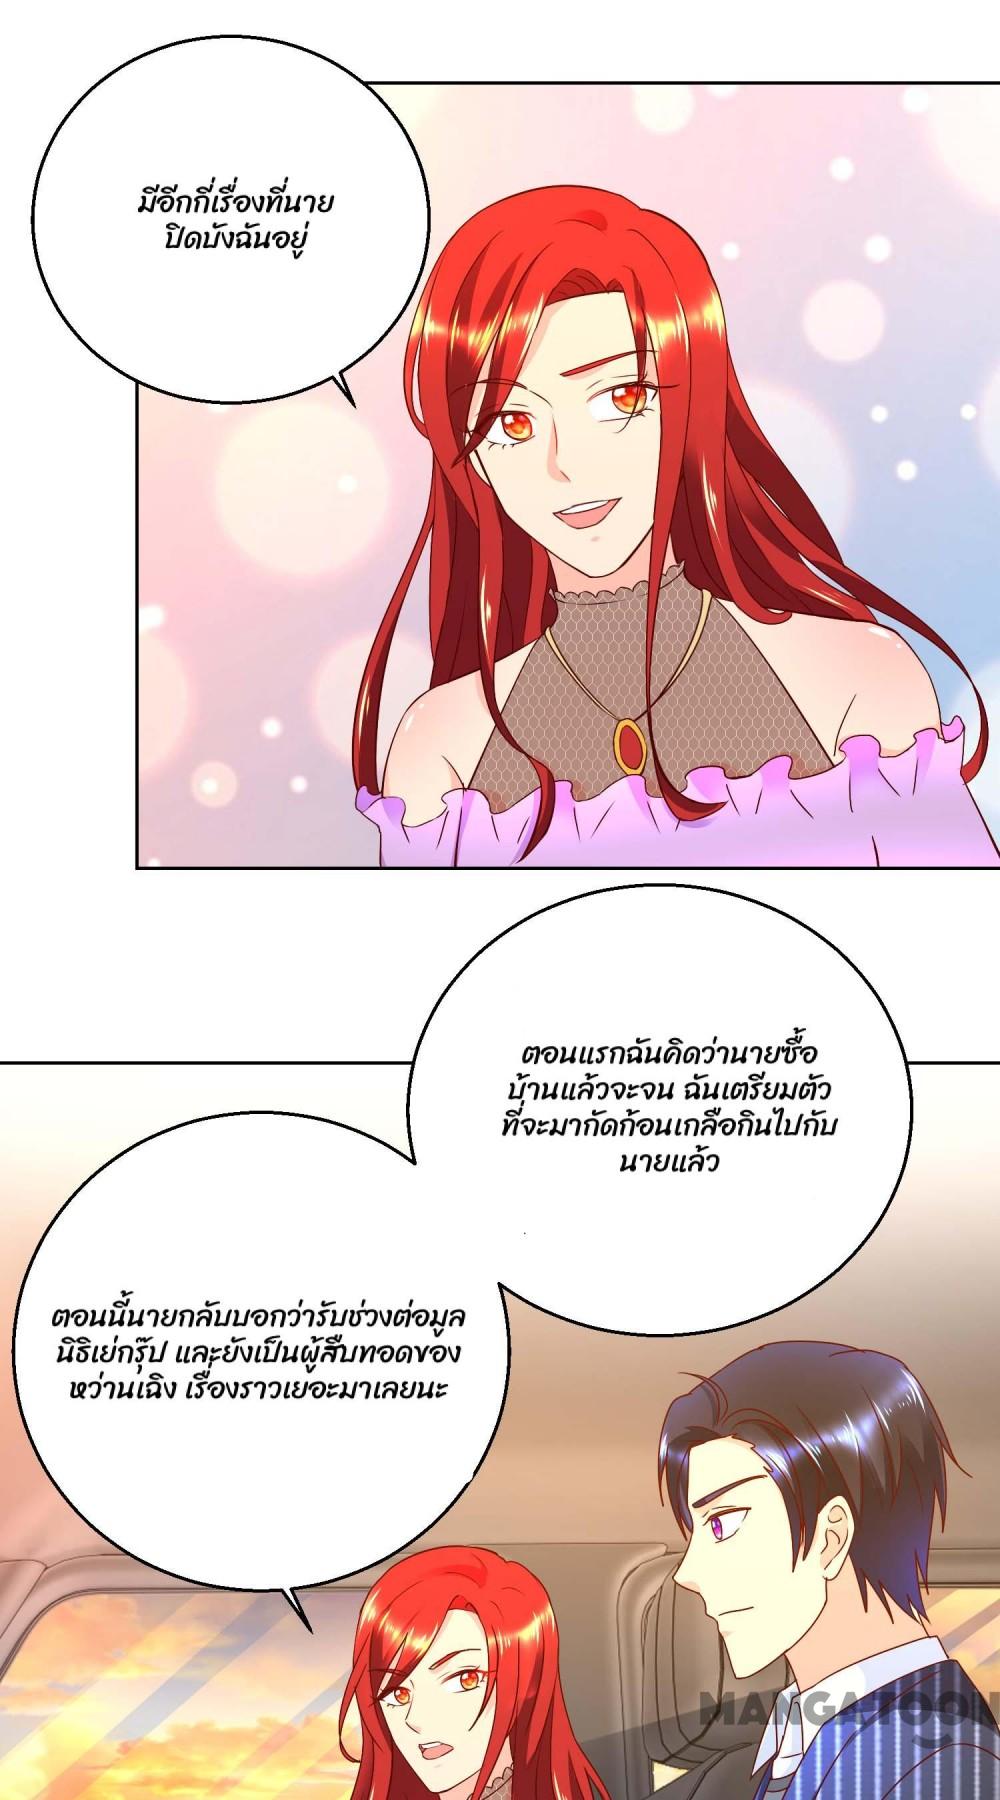 มีอีกกี่เรื่องที่นาย
ปิดบังฉันอยู่
ตอนแรกฉันคิดว่านายซื้อ
บ้านแล้วจะจน ฉันเตรียมตัว
ที่จะมากัดก้อนเกลือกินไปกับ
นายแล้ว
ตอนนี้นายกลับบอกว่ารับช่วงต่อมูล
นิธิเย่กรุ๊ป และยังเป็นผู้สืบทอดของ
หว่านเฉิง เรื่องราวเยอะมาเลยนะ
MANGATOON